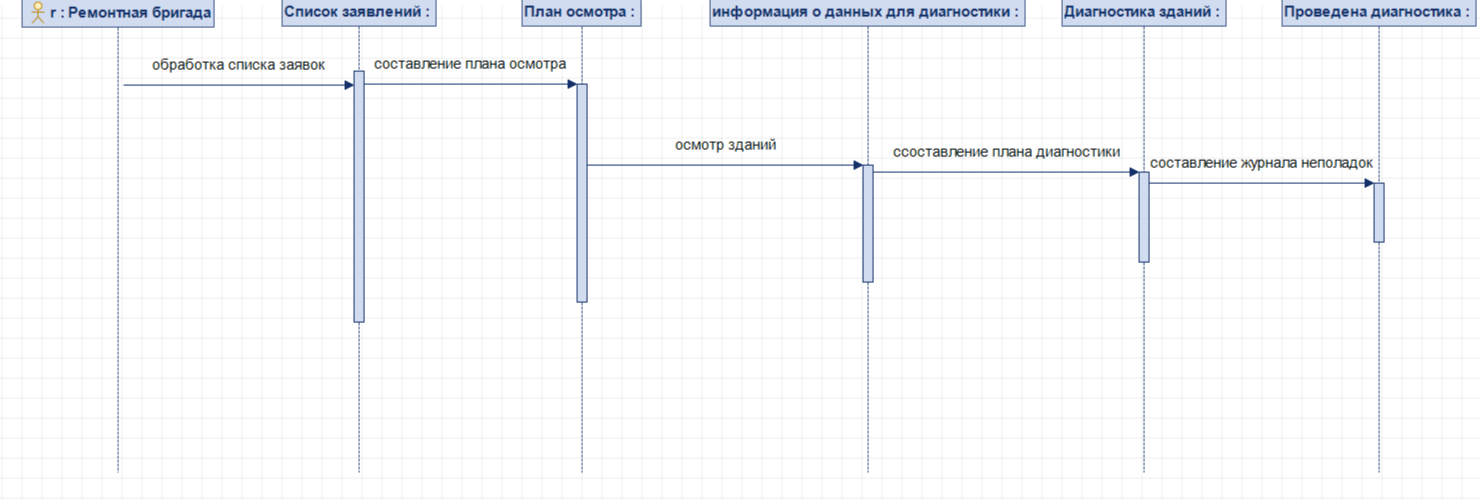 r : Ремонтная бригада
Список заявлений :
План осмотра :
информация о данных для диагностики :
Диагностика зданий :
Проведена диагностика :
обработка списка заявок
составление плана осмотра
осмотр зданий
ссоставление плана диагностики
составление журнала неполадок